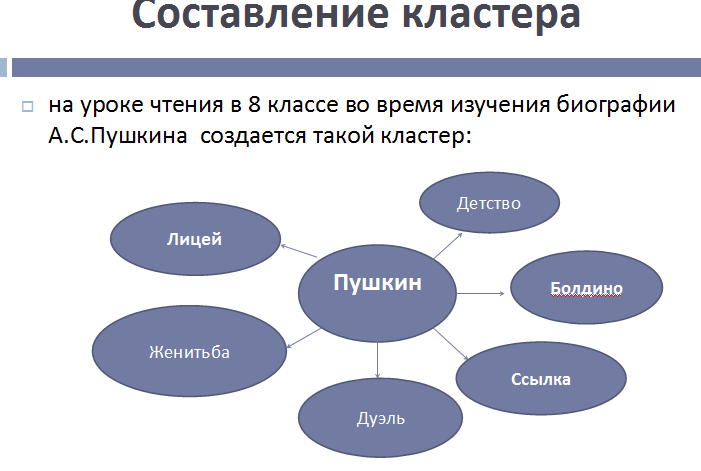 Составление кластера
на уроке чтения в 8 классе во время изучения биографии
А.С.Пушкина  создается такой кластер:
Детство
Лицей
Пушкин
Болдино
Женитьба
Ссылка
Дуэль